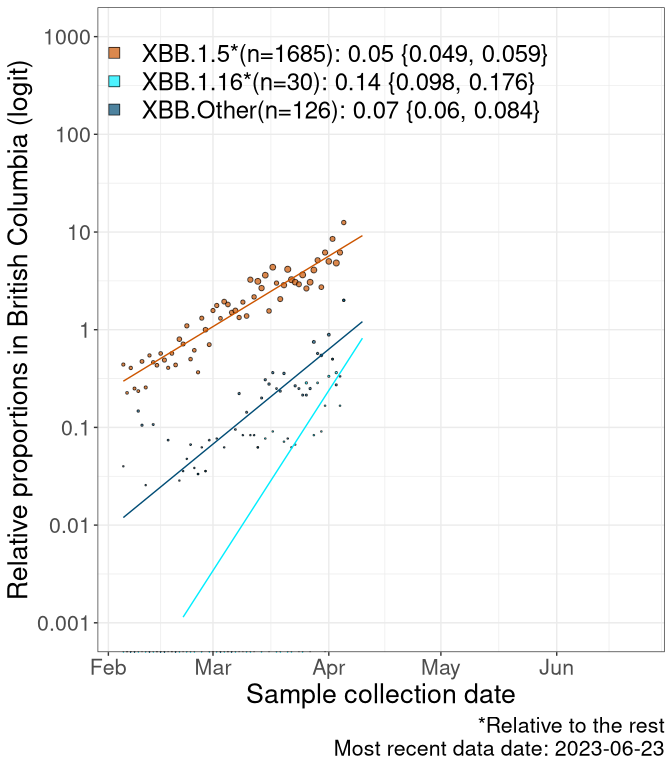 Relative proportions in British Columbia (logit)
1000
100
10
1
0.1
0.01
0.001
XBB.1.5*(n=1685): 0.05 {0.049, 0.059}
XBB.1.16*(n=30): 0.14 {0.098, 0.176}
XBB.Other(n=126): 0.07 {0.06, 0.084}
Feb Mar Apr May Jun
Sample collection date
*Relative to the rest
Most recent data date: 2023-06-23